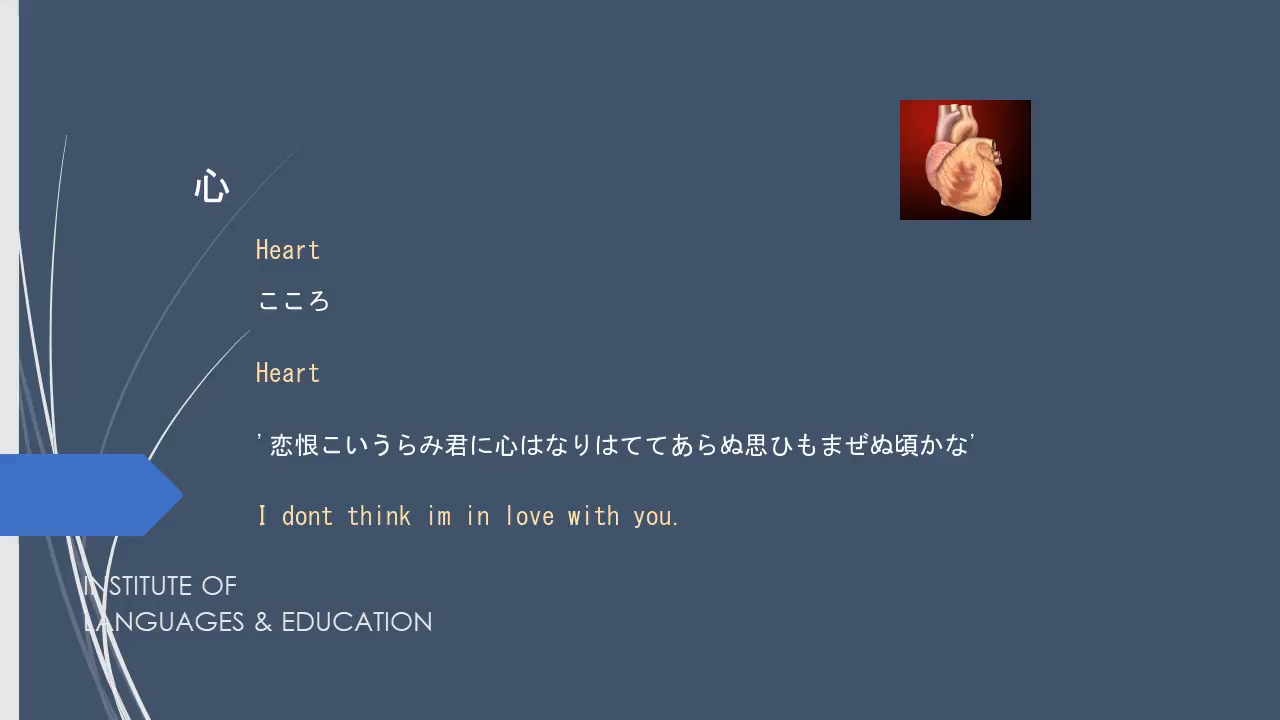 心
Heart
こころ
Heart
'恋恨こいうらみ君に心はなりはててあらぬ思ひもまぜぬ頃かな'
I dont think im in love with you.
INSTITUTE OF
LANGUAGES & EDUCATION